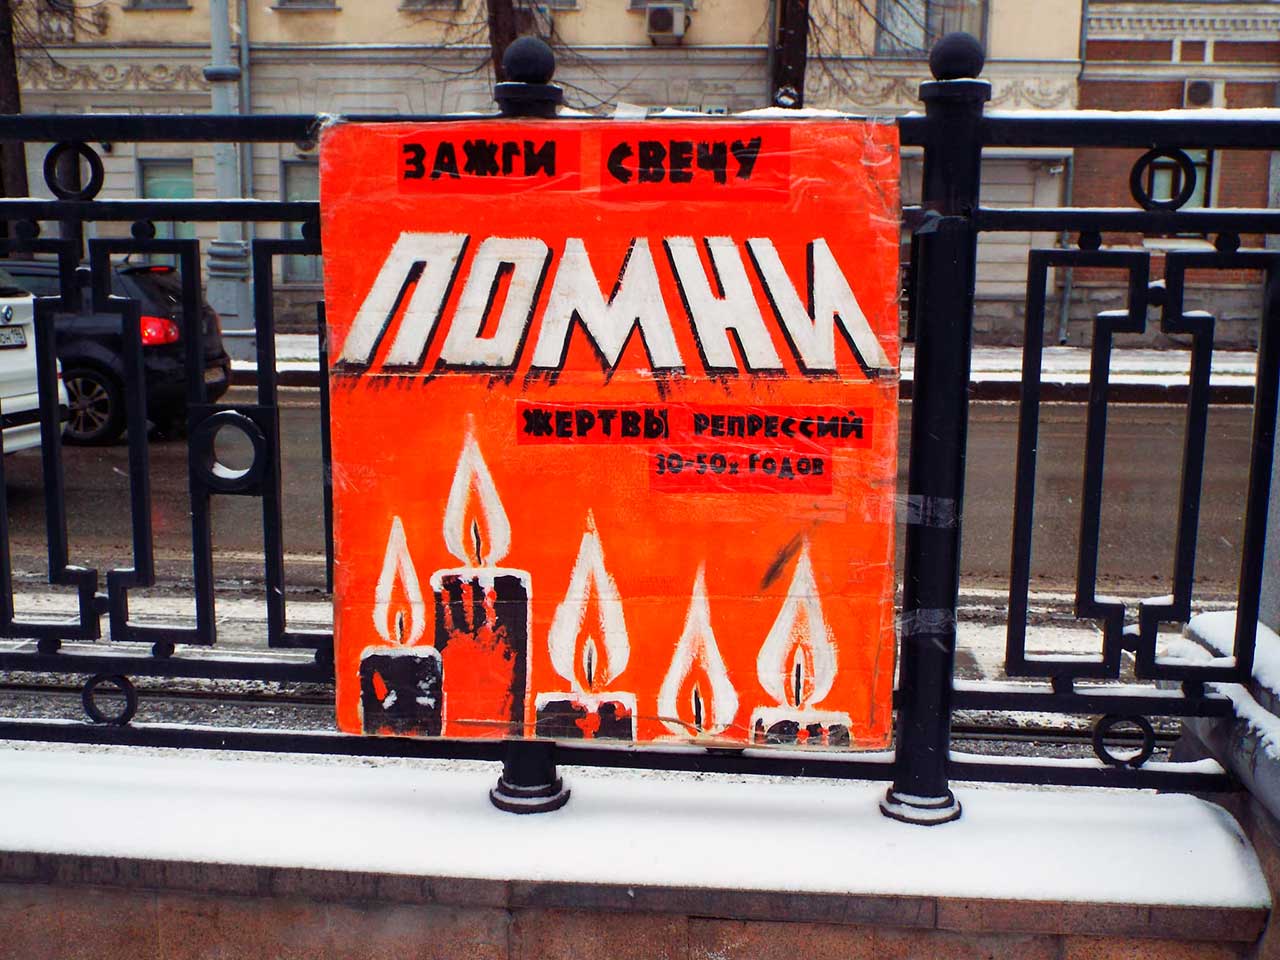 ЗАЖГИ СВЕЧУ
ПОМНИ
ЖЕРТВЫ РЕПРЕССИЙ
30-50х ГОДОВ